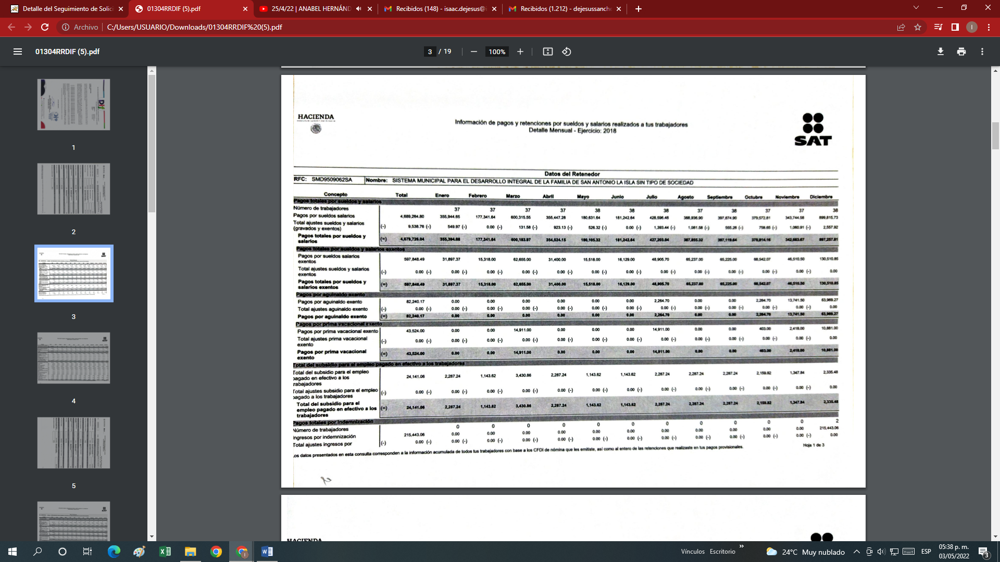 Detalle del Seguimiento de Solici
01304RRDIF (5).pdf
25/4/22 | ANABEL HERNÁND
Recibidos (148) - isaac.dejesus@
Recibidos (1.212) - dejesussanche
Archivo C:/Users/USUARIO/Downloads/01304RRDIF%20(5).pdf
01304RRDIF (5).pdf
3 / 19
100%
1
2
3
4
5
HACIENDA
Información de pagos y retenciones por sueldos y salarios realizados a tus trabajadores
Detalle Mensual - Ejercicio: 2018
SAT
Datos del Retenedor
RFC: SMD9509062SA Nombre: SISTEMA MUNICIPAL PARA EL DESARROLLO INTEGRAL DE LA FAMILIA DE SAN ANTONIO LA ISLA SIN TIPO DE SOCIEDAD
Concepto Total Enero Febrero Marzo Abril Mayo Junio Julio Agosto Septiembre Octubre Noviembre Diciembre
Pagos totales por sueldos y salarios
Número de trabajadores 37 37 37 37 38 38 38 37 38 37 37 38
Pagos por sueldos salarios 4,689,264.80 355,944.65 177,341.64 600,315.55 355,447.28 180,631.64 181,242.64 428,596.48 388,936.90 397,674.90 379,572.81 343,744.58 899,815.73
Total ajustes sueldos y salarios
(gravados y exentos) (-) 9,538.76 (-) 549.97 (-) 0.00 (-) 131.58 (-) 923.13 (-) 526.32 (-) 0.00 (-) 1,393.44 (-) 1,081.58 (-) 555.26 (-) 758.65 (-) 1,060.91 (-) 2,557.92
Pagos totales por sueldos y
salarios (=) 4,679,726.04 355,394.68 177,341.64 600,183.97 354,524.15 180,105.32 181,242.64 427,203.04 387,855.32 397,119.64 378,814.16 342,683.67 897,257.81
Pagos totales por sueldos y salarios exentos
Pagos por sueldos salarios
exentos 597,848.49 31,897.37 15,318.00 62,655.00 31,400.00 15,518.00 16,129.00 48,905.70 65,237.00 65,225.00 68,542.07 46,510.50 130,510.85
Total ajustes sueldos y salarios
exentos (-) 0.00 (-) 0.00 (-) 0.00 (-) 0.00 (-) 0.00 (-) 0.00 (-) 0.00 (-) 0.00 (-) 0.00 (-) 0.00 (-) 0.00 (-) 0.00 (-) 0.00
Pagos totales por sueldos y
salarios exentos (=) 597,848.49 31,897.37 15,318.00 62,655.00 31,400.00 15,518.00 16,129.00 48,905.70 65,237.00 65,225.00 68,542.07 46,510.50 130,510.85
Pagos por aguinaldo exento
Pagos por aguinaldo exento 82,240.17 0.00 0.00 0.00 0.00 0.00 0.00 2,264.70 0.00 0.00 2,264.70 13,741.50 63,969.27
Total ajustes aguinaldo exento (-) 0.00 (-) 0.00 (-) 0.00 (-) 0.00 (-) 0.00 (-) 0.00 (-) 0.00 (-) 0.00 (-) 0.00 (-) 0.00 (-) 0.00 (-) 0.00 (-) 0.00
Pagos por aguinaldo exento (=) 82,240.17 0.00 0.00 0.00 0.00 0.00 0.00 2,264.70 0.00 0.00 2,264.70 13,741.50 63,969.27
Pagos por prima vacacional exento
Pagos por prima vacacional exento 43,524.00 0.00 0.00 14,911.00 0.00 0.00 0.00 14,911.00 0.00 0.00 403.00 2,418.00 10,881.00
Total ajustes prima vacacional
exento (-) 0.00 (-) 0.00 (-) 0.00 (-) 0.00 (-) 0.00 (-) 0.00 (-) 0.00 (-) 0.00 (-) 0.00 (-) 0.00 (-) 0.00 (-) 0.00 (-) 0.00
Pagos por prima vacacional
exento (=) 43,524.00 0.00 0.00 14,911.00 0.00 0.00 0.00 14,911.00 0.00 0.00 403.00 2,418.00 10,881.00
Total del subsidio para el empleo pagado en efectivo a los trabajadores
Total del subsidio para el empleo
pagado en efectivo a los
trabajadores 24,141.06 2,287.24 1,143.62 3,430.86 2,287.24 1,143.62 1,143.62 2,287.24 2,287.24 2,287.24 2,159.82 1,347.84 2,335.48
Total ajustes subsidio para el empleo
pagado a los trabajadores (-) 0.00 (-) 0.00 (-) 0.00 (-) 0.00 (-) 0.00 (-) 0.00 (-) 0.00 (-) 0.00 (-) 0.00 (-) 0.00 (-) 0.00 (-) 0.00 (-) 0.00
Total del subsidio para el
empleo pagado en efectivo a los
trabajadores (=) 24,141.06 2,287.24 1,143.62 3,430.86 2,287.24 1,143.62 1,143.62 2,287.24 2,287.24 2,287.24 2,159.82 1,347.84 2,335.48
Pagos totales por indemnización
Número de trabajadores 0 0 0 0 0 0 0 0 0 0 0 2
Ingresos por indemnización 215,443.06 0.00 0.00 0.00 0.00 0.00 0.00 0.00 0.00 0.00 0.00 0.00 215,443.06
Total ajustes ingresos por (-) 0.00 (-) 0.00 (-) 0.00 (-) 0.00 (-) 0.00 (-) 0.00 (-) 0.00 (-) 0.00 (-) 0.00 (-) 0.00 (-) 0.00 (-) 0.00 (-) 0.00
Los datos presentados en esta consulta corresponden a la información acumulada de todos tus trabajadores con base a los CFDI de nómina que les emitiste, así como al entero de las retenciones que realizaste en tus pagos provisionales.
Hoja 1 de 3
HACIENDA
Vínculos Escritorio
24°C Muy nublado
ESP
05:38 p. m.
03/05/2022
3